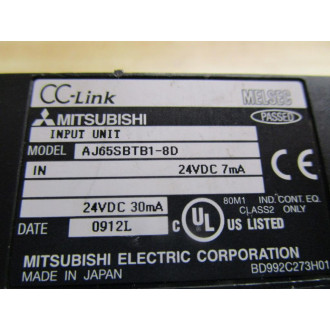 CC-Link MELSEC
MITSUBISHI PASSED
INPUT UNIT
MODEL AJ65SBTB1-8D
IN 24VDC 7mA
CE
24VDC 30mA
80M1 IND.CONT.EQ.
CLASS2 ONLY
DATE 0912L
C UL US LISTED
MITSUBISHI ELECTRIC CORPORATION
MADE IN JAPAN BD992C273H01